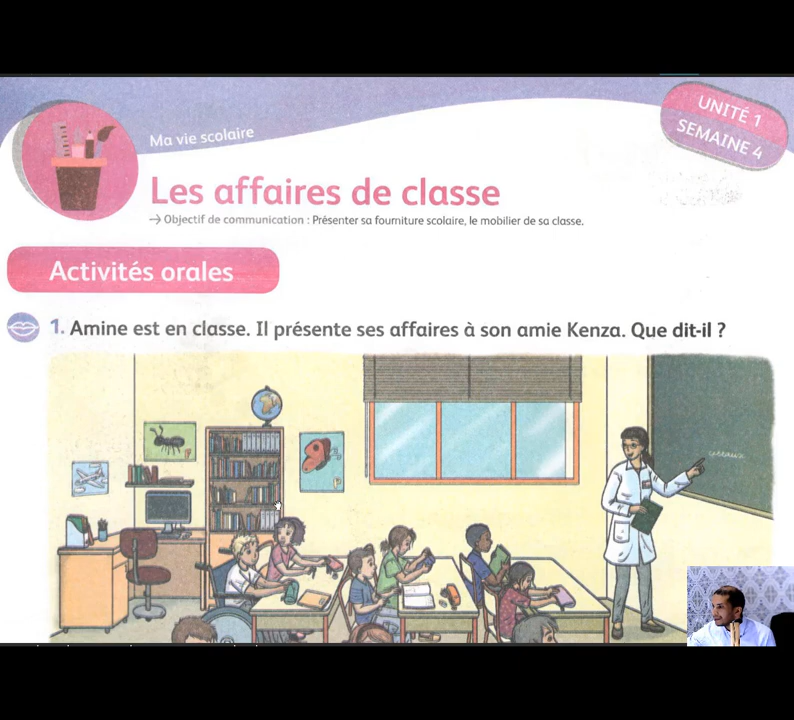 UNITÉ 1
SEMAINE 4
Ma vie scolaire
Les affaires de classe
→ Objectif de communication : Présenter sa fourniture scolaire, le mobilier de sa classe.
Activités orales
1. Amine est en classe. Il présente ses affaires à son amie Kenza. Que dit-il ?